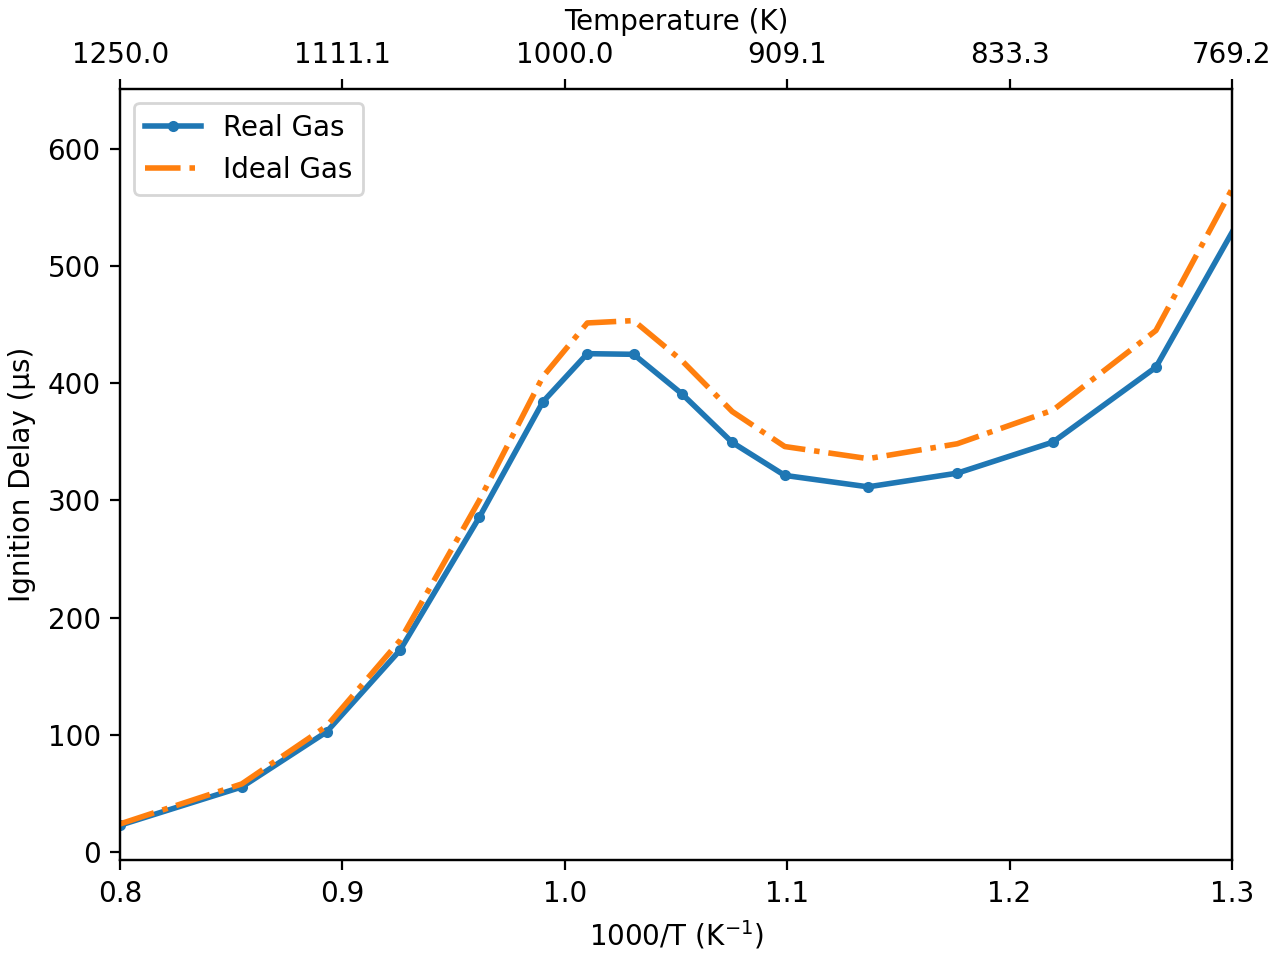 Temperature (K)
1250.0 1111.1 1000.0 909.1 833.3 769.2
Real Gas
Ideal Gas
600
500
400
300
200
100
0
Ignition Delay (µs)
0.8 0.9 1.0 1.1 1.2 1.3
1000/T (K⁻¹)